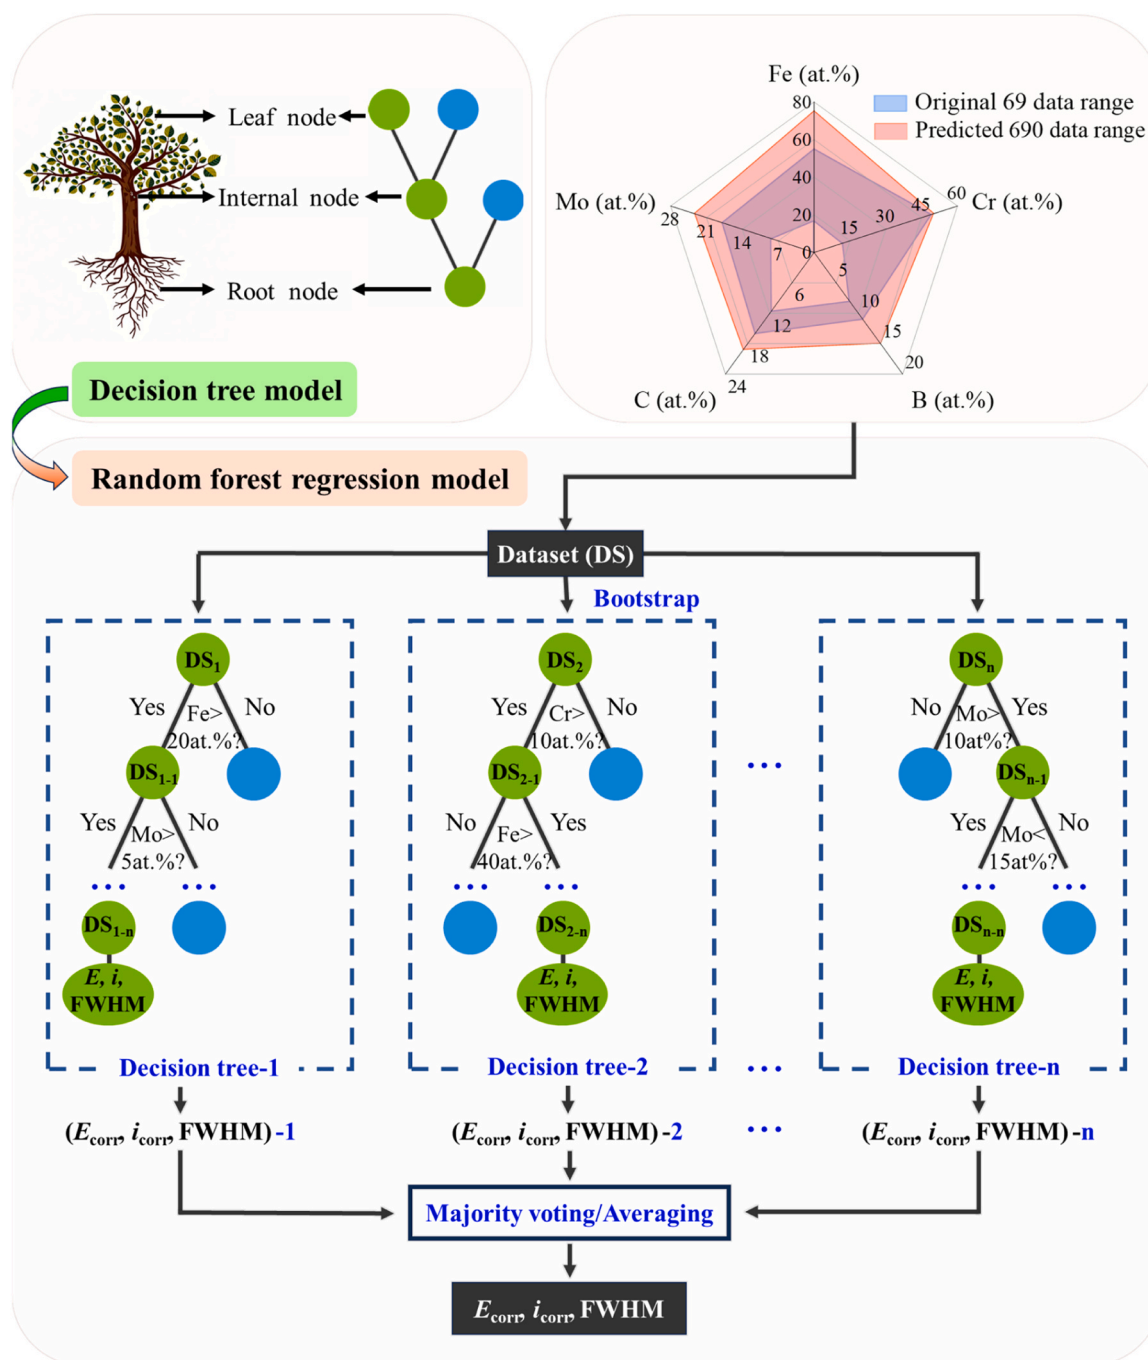 Leaf node
Internal node
Root node
Decision tree model
Fe (at.%)
80
60
40
20
0
Original 69 data range
Predicted 690 data range
Mo (at.%)
28
21
14
7
60
45
30
15
Cr (at.%)
5
10
15
20
6
12
18
24
C (at.%)
B (at.%)
Random forest regression model
Dataset (DS)
Bootstrap
DS1
Yes
No
Fe>
20at.%?
DS1-1
Yes
No
Mo>
5at.%?
...
...
DS1-n
E, i,
FWHM
Decision tree-1
DS2
Yes
No
Cr>
10at.%?
DS2-1
No
Yes
Fe>
40at.%?
...
...
DS2-n
E, i,
FWHM
Decision tree-2
...
...
DSn
No
Yes
Mo>
10at%?
DSn-1
Yes
No
Mo<
15at%?
...
...
DSn-n
E, i,
FWHM
Decision tree-n
(Ecorr, icorr, FWHM)-1
(Ecorr, icorr, FWHM)-2
...
(Ecorr, icorr, FWHM)-n
Majority voting/Averaging
Ecorr, icorr, FWHM